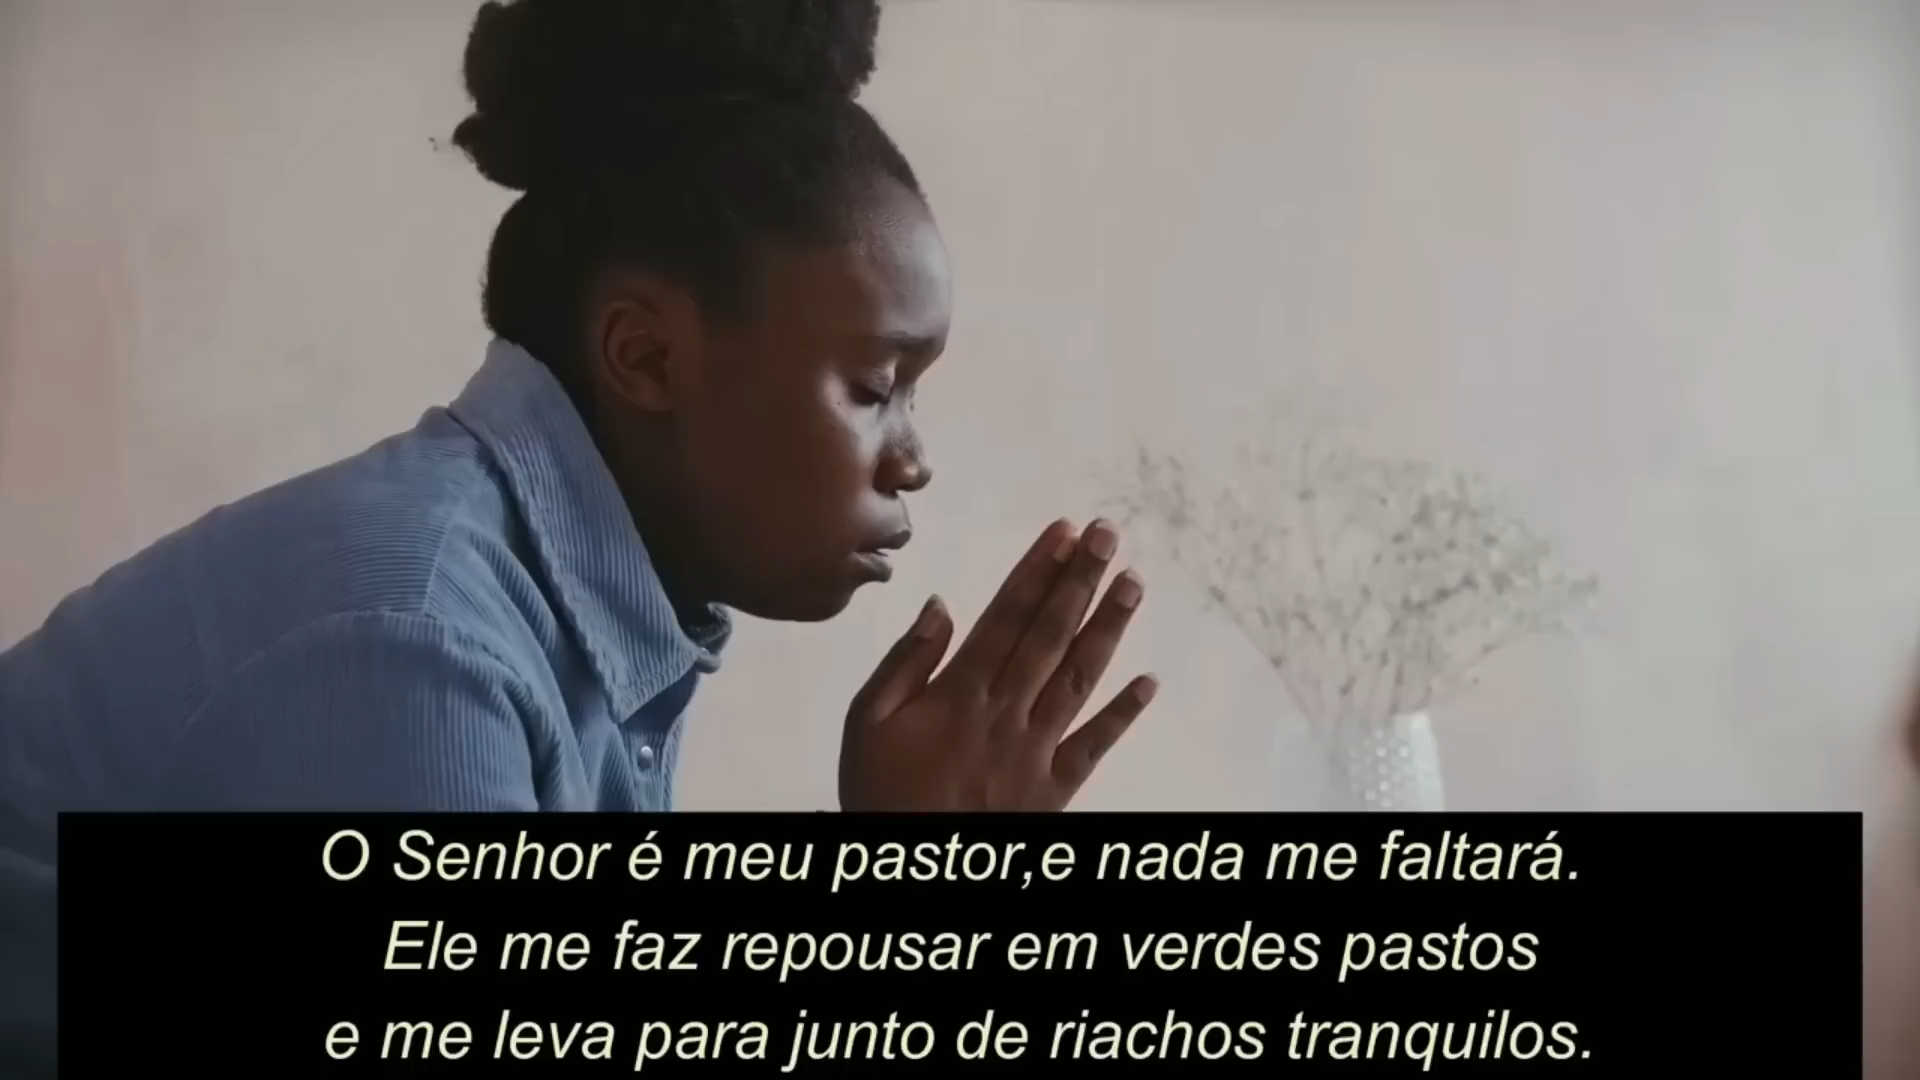 O Senhor é meu pastor,e nada me faltará.
Ele me faz repousar em verdes pastos
e me leva para junto de riachos tranquilos.